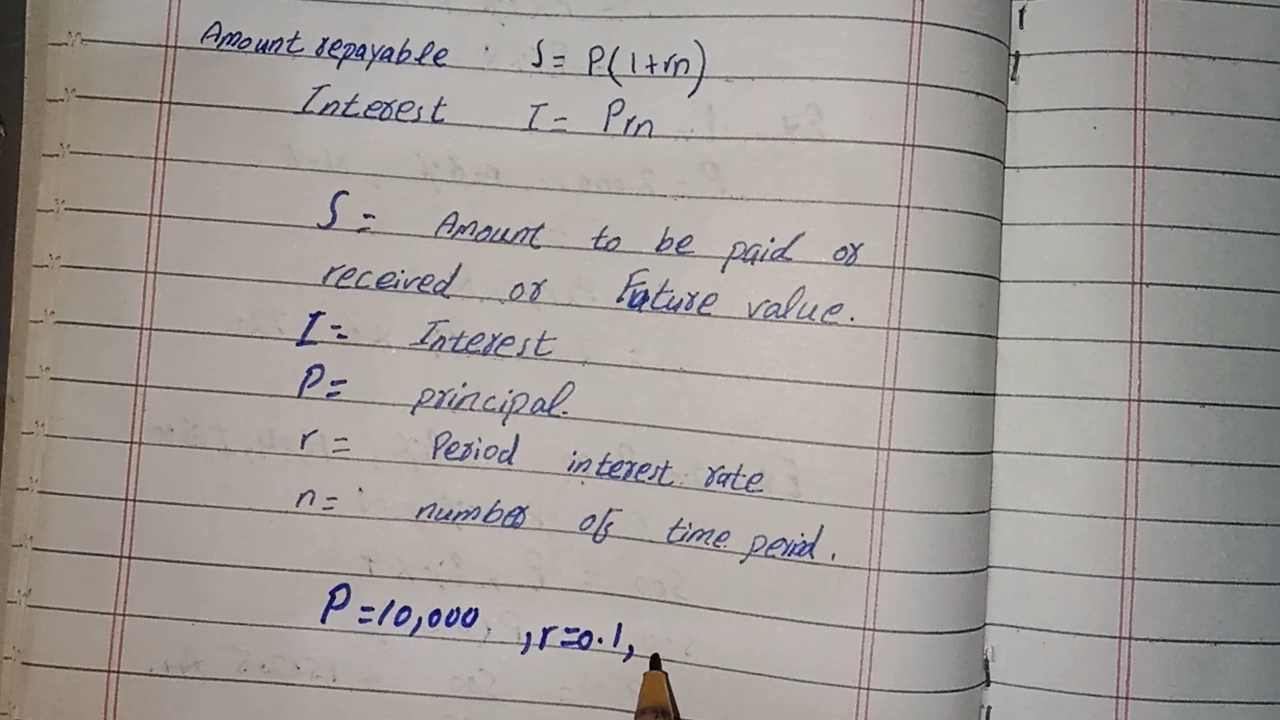 Amount repayable S = P(1+rn)
Interest I = Prn
S = Amount to be paid or
received or Future value.
I = Interest
P = principal.
r = Period interest rate
n = number of time period.
P = 10,000 , r = 0.1,